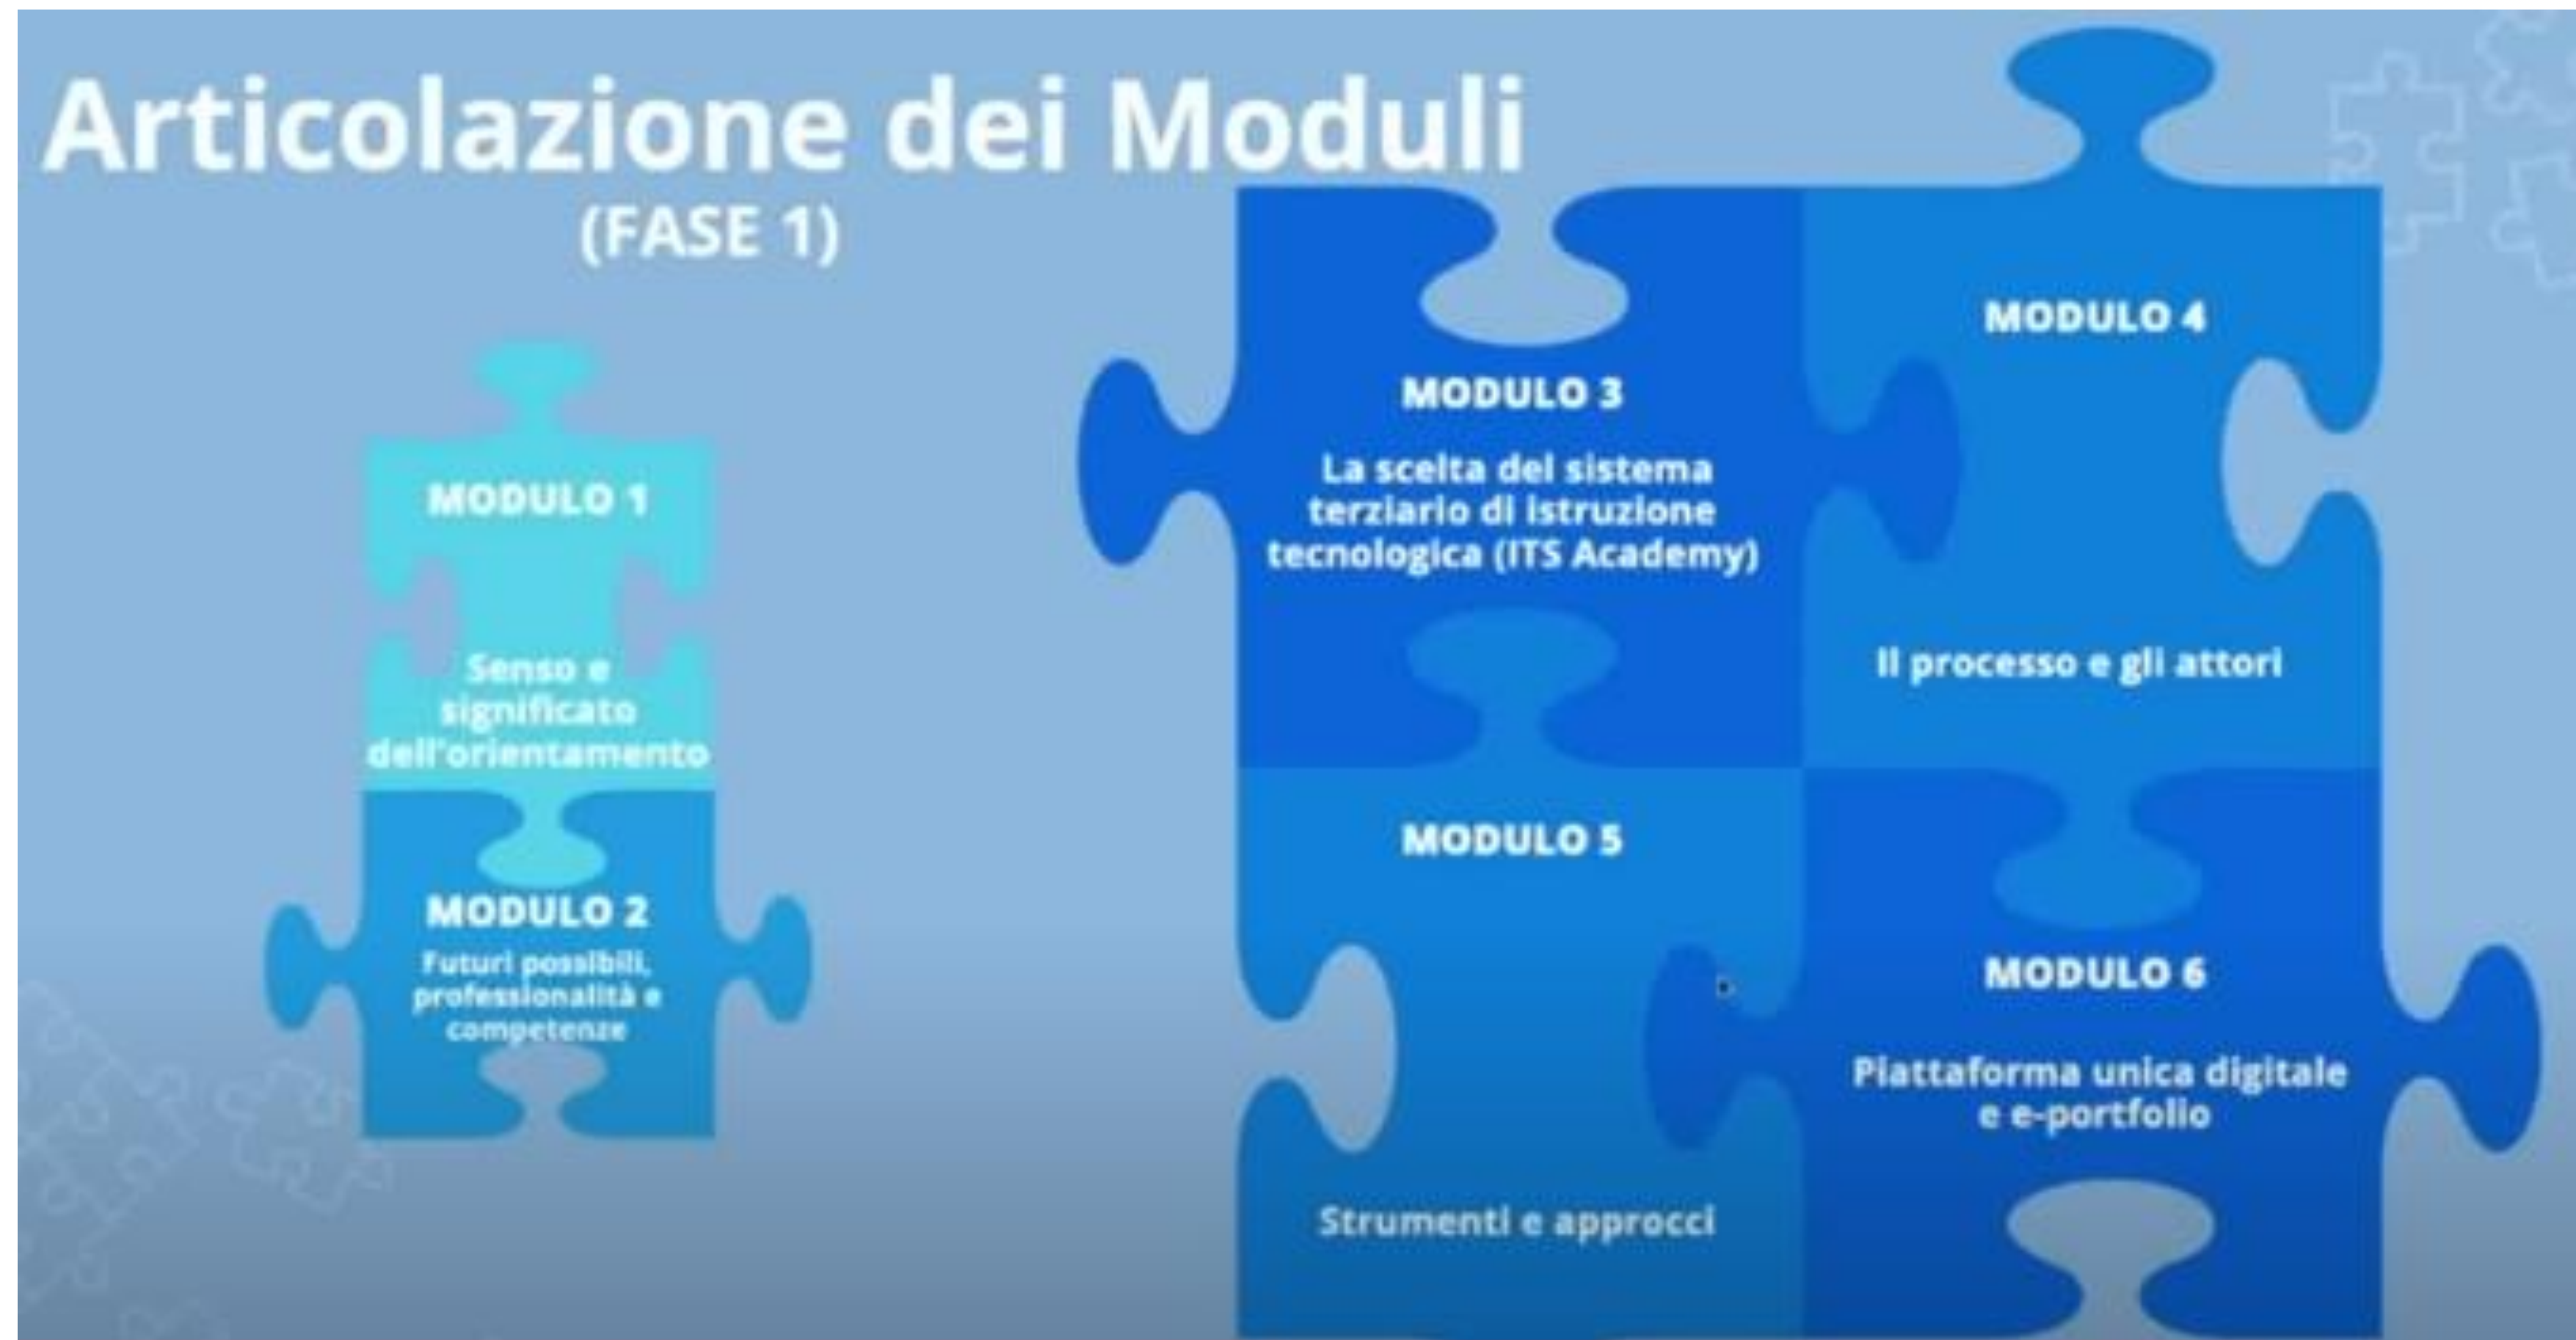 Articolazione dei Moduli
(FASE 1)
MODULO 1
Senso e
significato
dell'orientamento
MODULO 2
Futuri possibili,
professionalità e
competenze
MODULO 3
La scelta del sistema
terziario di istruzione
tecnologica (ITS Academy)
MODULO 4
Il processo e gli attori
MODULO 5
Strumenti e approcci
MODULO 6
Piattaforma unica digitale
e e-portfolio